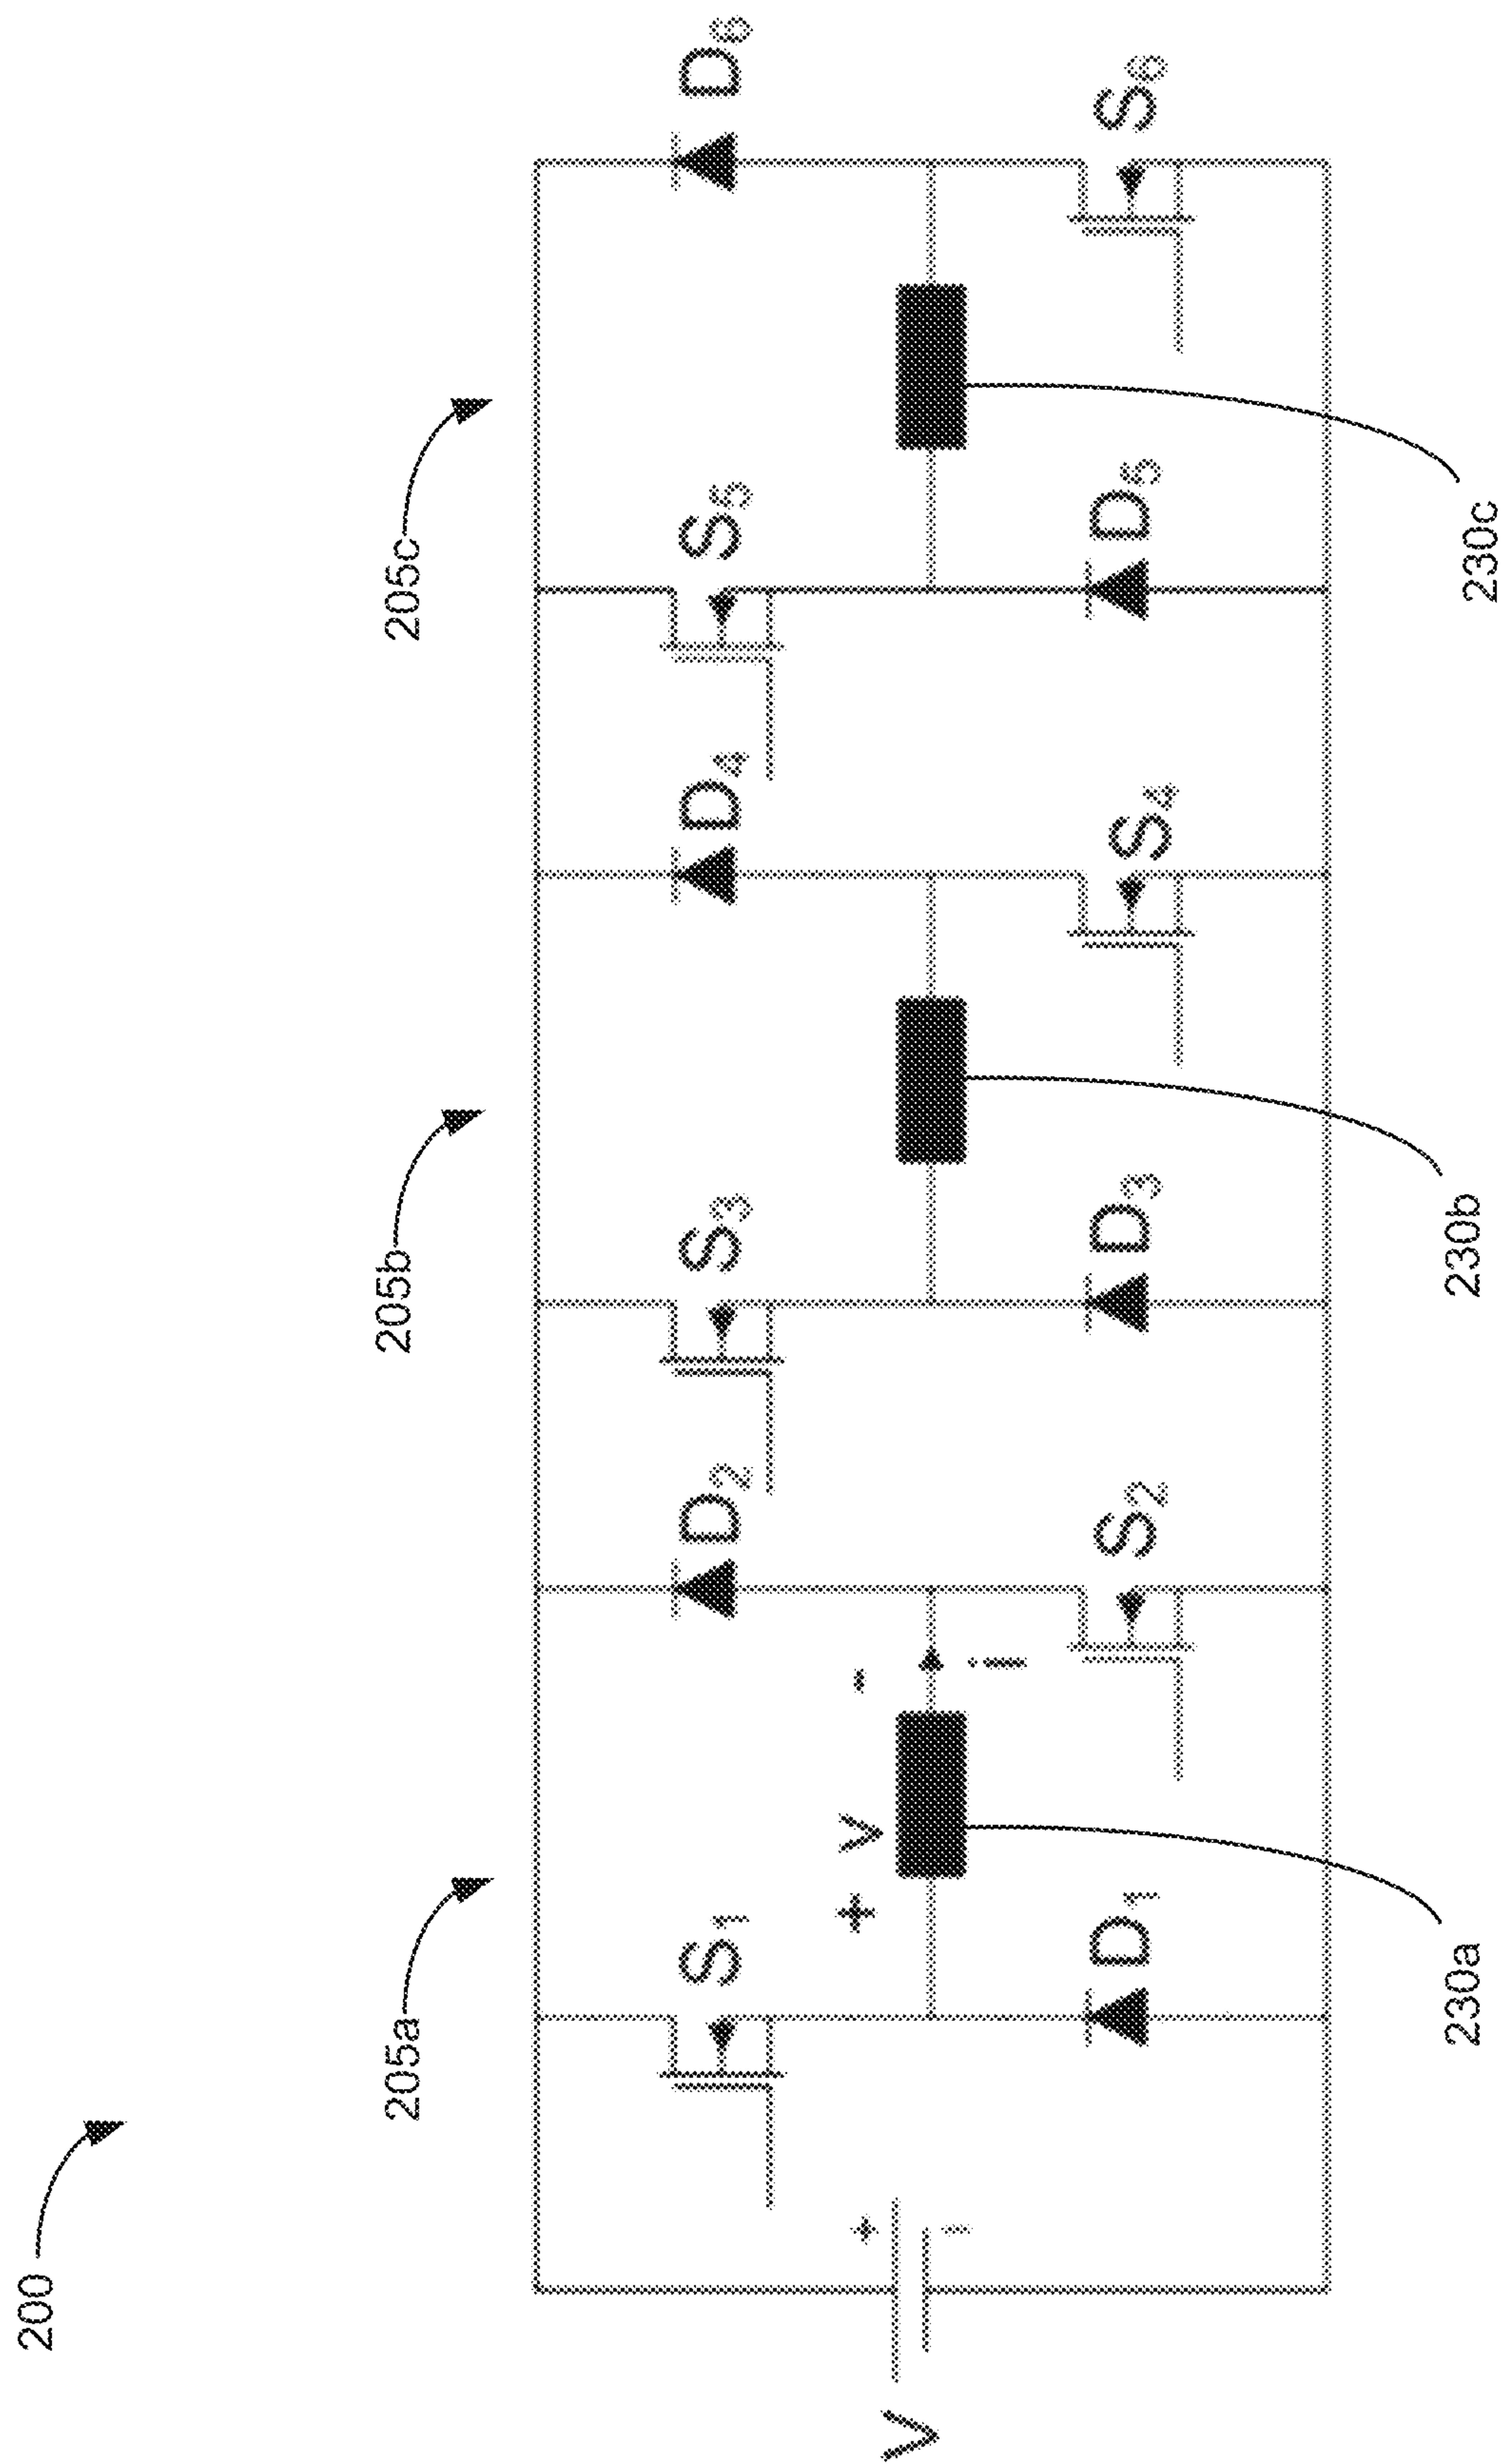 200
205a
205b
205c
S1
D2
S3
D4
S5
D6
+ v -
i
V
+
-
D1
S2
D3
S4
D5
S6
230a
230b
230c